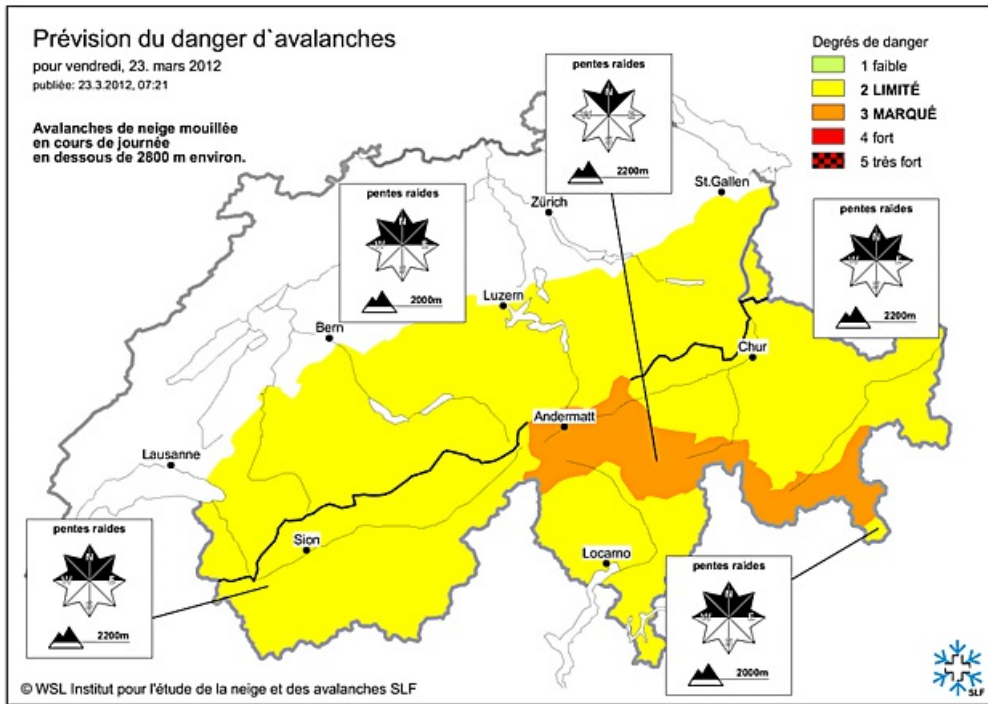 Prévision du danger d`avalanches
pour vendredi, 23. mars 2012
publiée: 23.3.2012, 07:21
Avalanches de neige mouillée
en cours de journée
en dessous de 2800 m environ.
Degrés de danger
1 faible
2 LIMITÉ
3 MARQUÉ
4 fort
5 très fort
pentes raides
N
2200m
pentes raides
N
W
E
2000m
pentes raides
N
W
E
2200m
St.Gallen
Zürich
Luzern
Bern
Chur
Andermatt
Lausanne
Sion
Locarno
pentes raides
N
W
E
2200m
pentes raides
N
W
E
2000m
© WSL Institut pour l'étude de la neige et des avalanches SLF
SLF